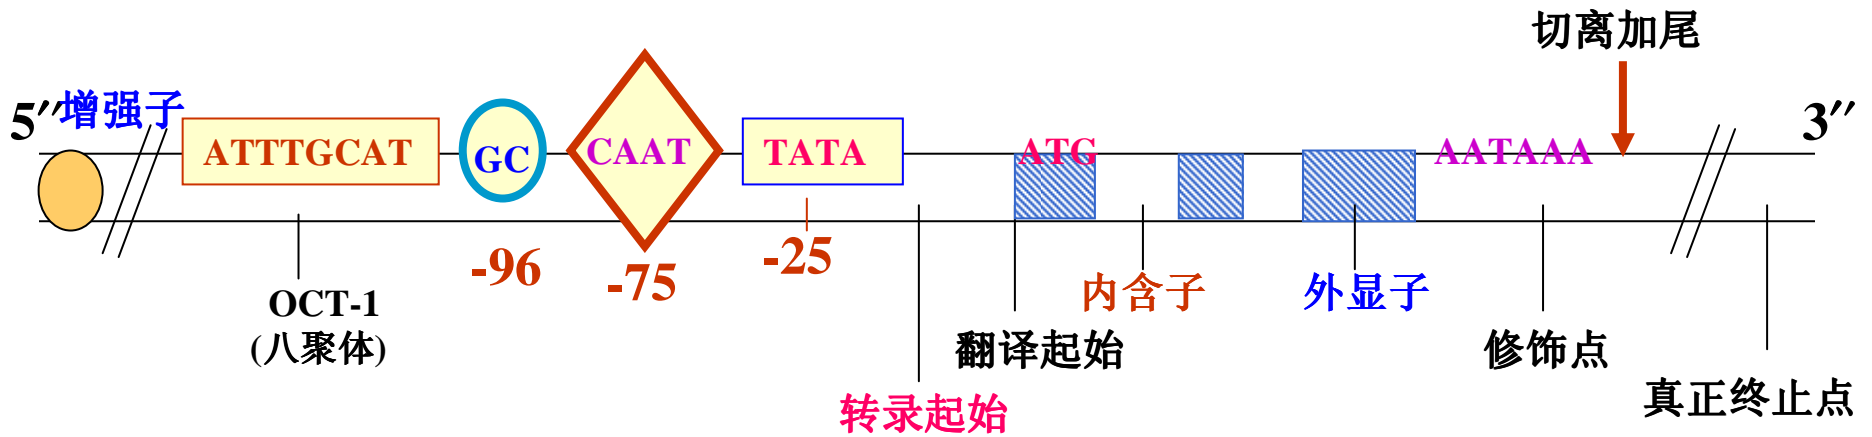 切离加尾
5″
增强子
3″
ATTTGCAT
GC
CAAT
TATA
ATG
AATAAA
-96
-75
-25
OCT-1
(八聚体)
内含子
外显子
翻译起始
修饰点
转录起始
真正终止点